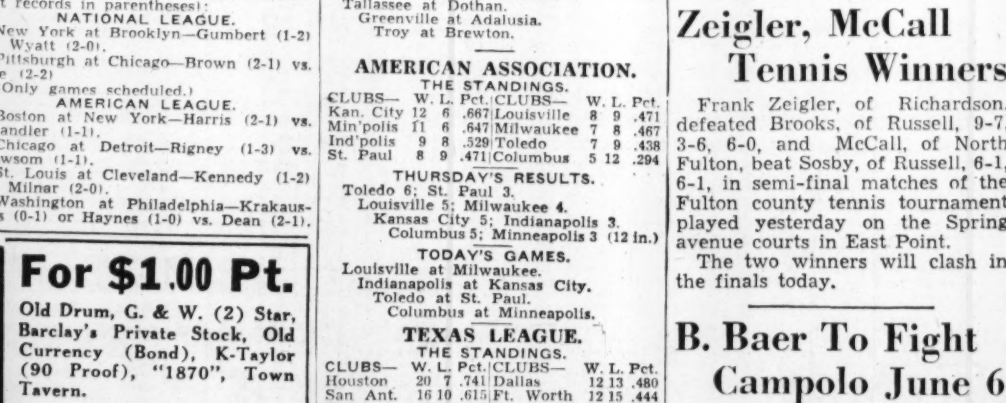 t records in parentheses):
NATIONAL LEAGUE.
New York at Brooklyn—Gumbert (1-2)
Wyatt (2-0).
Pittsburgh at Chicago—Brown (2-1) vs.
e (2-2)
(Only games scheduled.)
AMERICAN LEAGUE.
Boston at New York—Harris (2-1) vs.
andler (1-1).
Chicago at Detroit—Rigney (1-3) vs.
wsom (1-1).
St. Louis at Cleveland—Kennedy (1-2)
Milnar (2-0).
Washington at Philadelphia—Krakaus-
s (0-1) or Haynes (1-0) vs. Dean (2-1).
For $1.00 Pt.
Old Drum, G. & W. (2) Star,
Barclay's Private Stock, Old
Currency (Bond), K-Taylor
(90 Proof), "1870", Town
Tavern.
Tallassee at Dothan.
Greenville at Adalusia.
Troy at Brewton.
AMERICAN ASSOCIATION.
THE STANDINGS.
CLUBS— W. L. Pct. CLUBS— W. L. Pct.
Kan. City 12 6 .667 Louisville 8 9 .471
Min'polis 11 6 .647 Milwaukee 7 8 .467
Ind'polis 9 8 .529 Toledo 7 9 .438
St. Paul 8 9 .471 Columbus 5 12 .294
THURSDAY'S RESULTS.
Toledo 6; St. Paul 3.
Louisville 5; Milwaukee 4.
Kansas City 5; Indianapolis 3.
Columbus 5; Minneapolis 3 (12 in.)
TODAY'S GAMES.
Louisville at Milwaukee.
Indianapolis at Kansas City.
Toledo at St. Paul.
Columbus at Minneapolis.
TEXAS LEAGUE.
THE STANDINGS.
CLUBS— W. L. Pct. CLUBS— W. L. Pct.
Houston 20 7 .741 Dallas 12 13 .480
San Ant. 16 10 .615 Ft. Worth 12 15 .444
Zeigler, McCall
Tennis Winners
Frank Zeigler, of Richardson,
defeated Brooks, of Russell, 9-7,
3-6, 6-0, and McCall, of North
Fulton, beat Sosby, of Russell, 6-1,
6-1, in semi-final matches of the
Fulton county tennis tournament
played yesterday on the Spring
avenue courts in East Point.
The two winners will clash in
the finals today.
B. Baer To Fight
Campolo June 6